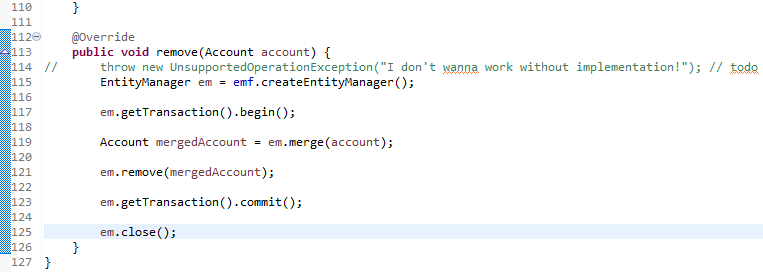 110     }
111
112     @Override
113     public void remove(Account account) {
114 //      throw new UnsupportedOperationException("I don't wanna work without implementation!"); // todo
115         EntityManager em = emf.createEntityManager();
116
117         em.getTransaction().begin();
118
119         Account mergedAccount = em.merge(account);
120
121         em.remove(mergedAccount);
122
123         em.getTransaction().commit();
124
125         em.close();
126     }
127 }